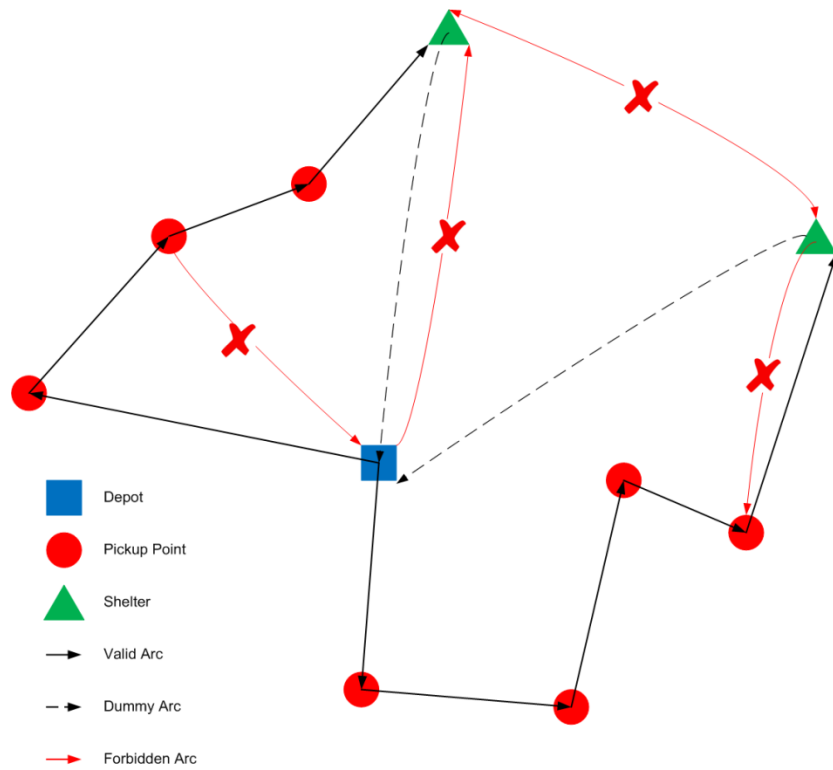 Depot
Pickup Point
Shelter
Valid Arc
Dummy Arc
Forbidden Arc